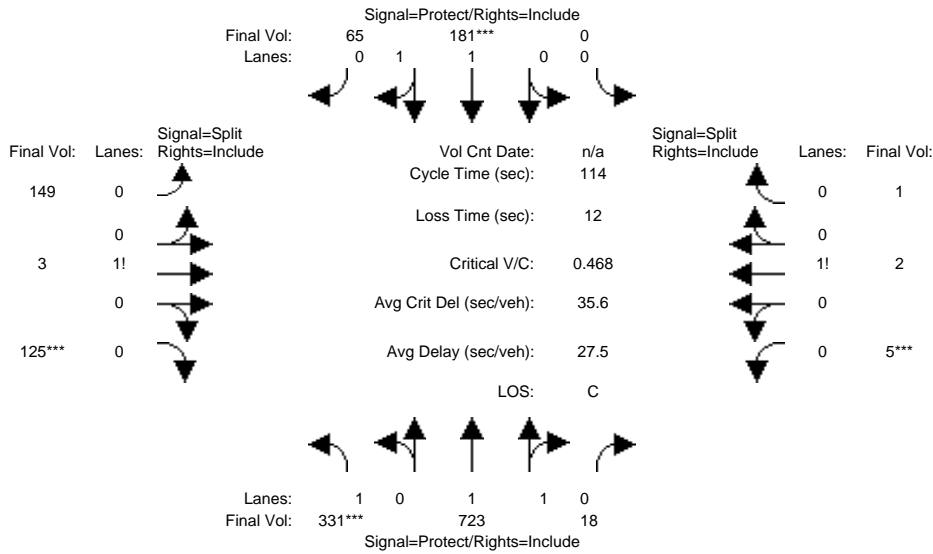 Signal=Protect/Rights=Include
Final Vol: 65 181*** 0
Lanes: 0 1 1 0 0
Signal=Split
Final Vol: Lanes: Rights=Include
Vol Cnt Date: n/a
Signal=Split
Rights=Include Lanes: Final Vol:
Cycle Time (sec): 114
149 0
0 1
Loss Time (sec): 12
0
0
3 1!
Critical V/C: 0.468
1! 2
0
Avg Crit Del (sec/veh): 35.6
0
125*** 0
Avg Delay (sec/veh): 27.5
0 5***
LOS: C
Lanes: 1 0 1 1 0
Final Vol: 331*** 723 18
Signal=Protect/Rights=Include